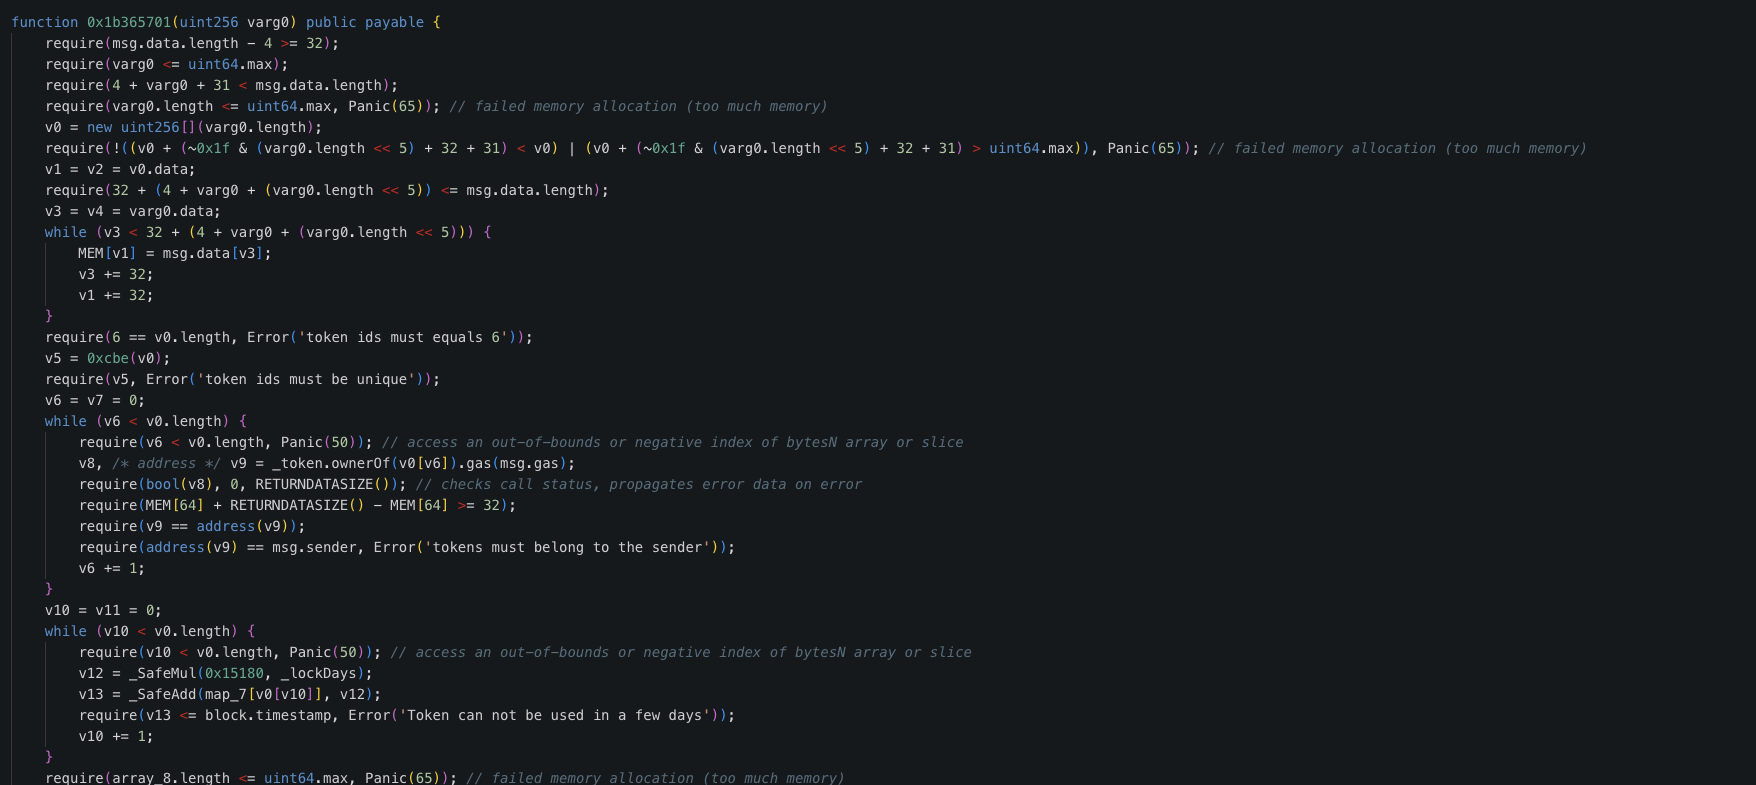 function 0x1b365701(uint256 varg0) public payable {
require(msg.data.length - 4 >= 32);
require(varg0 <= uint64.max);
require(4 + varg0 + 31 < msg.data.length);
require(varg0.length <= uint64.max, Panic(65)); // failed memory allocation (too much memory)
v0 = new uint256[](varg0.length);
require(!((v0 + (~0x1f & (varg0.length << 5) + 32 + 31) < v0) | (v0 + (~0x1f & (varg0.length << 5) + 32 + 31) > uint64.max)), Panic(65)); // failed memory allocation (too much memory)
v1 = v2 = v0.data;
require(32 + (4 + varg0 + (varg0.length << 5)) <= msg.data.length);
v3 = v4 = varg0.data;
while (v3 < 32 + (4 + varg0 + (varg0.length << 5))) {
MEM[v1] = msg.data[v3];
v3 += 32;
v1 += 32;
}
require(6 == v0.length, Error('token ids must equals 6'));
v5 = 0xcbe(v0);
require(v5, Error('token ids must be unique'));
v6 = v7 = 0;
while (v6 < v0.length) {
require(v6 < v0.length, Panic(50)); // access an out-of-bounds or negative index of bytesN array or slice
v8, /* address */ v9 = _token.ownerOf(v0[v6]).gas(msg.gas);
require(bool(v8), 0, RETURNDATASIZE()); // checks call status, propagates error data on error
require(MEM[64] + RETURNDATASIZE() - MEM[64] >= 32);
require(v9 == address(v9));
require(address(v9) == msg.sender, Error('tokens must belong to the sender'));
v6 += 1;
}
v10 = v11 = 0;
while (v10 < v0.length) {
require(v10 < v0.length, Panic(50)); // access an out-of-bounds or negative index of bytesN array or slice
v12 = _SafeMul(0x15180, _lockDays);
v13 = _SafeAdd(map_7[v0[v10]], v12);
require(v13 <= block.timestamp, Error('Token can not be used in a few days'));
v10 += 1;
}
require(array_8.length <= uint64.max, Panic(65)); // failed memory allocation (too much memory)